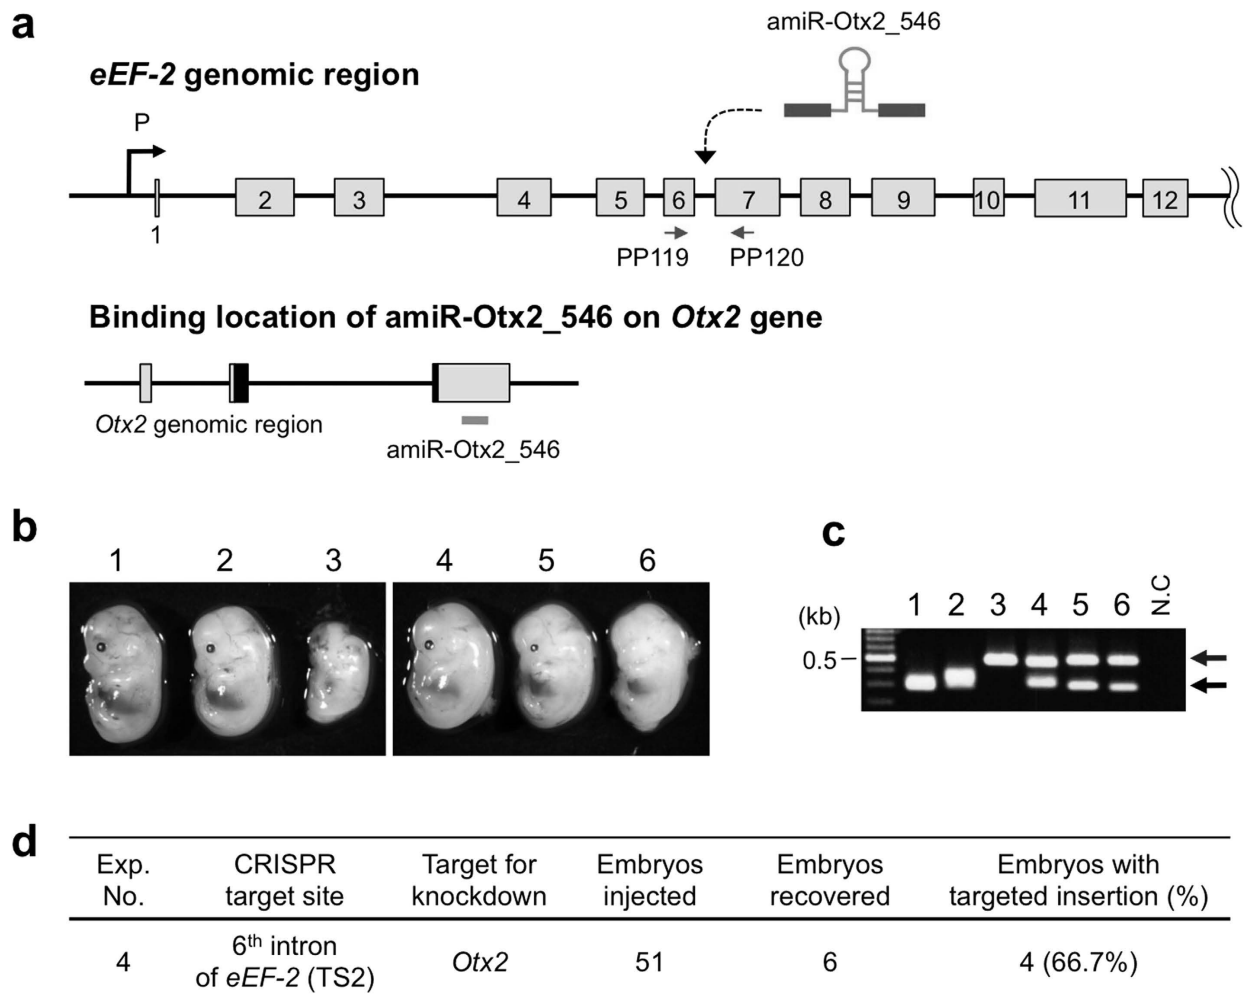 a
amiR-Otx2_546
eEF-2 genomic region
P
2 3 4 5 6 7 8 9 10 11 12
1
PP119 PP120
Binding location of amiR-Otx2_546 on Otx2 gene
Otx2 genomic region
amiR-Otx2_546
b
1 2 3 4 5 6
c
(kb) 1 2 3 4 5 6 N.C
0.5
d
Exp. CRISPR Target for Embryos Embryos Embryos with
No. target site knockdown injected recovered targeted insertion (%)
6th intron
4 Otx2 51 6 4 (66.7%)
of eEF-2 (TS2)